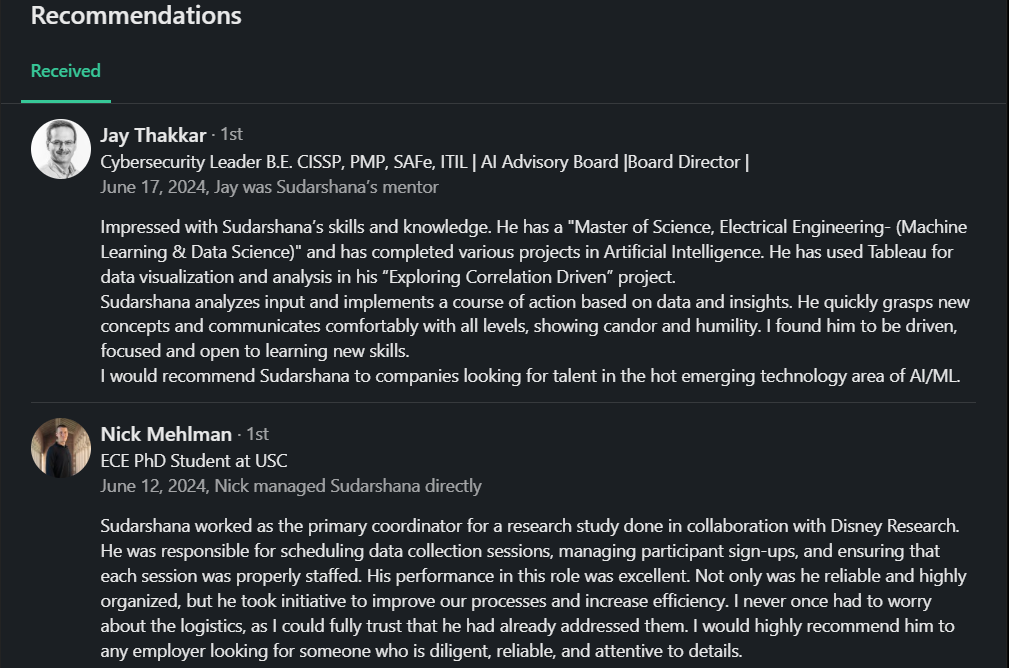 Recommendations
Received
Jay Thakkar · 1st
Cybersecurity Leader B.E. CISSP, PMP, SAFe, ITIL | AI Advisory Board |Board Director |
June 17, 2024, Jay was Sudarshana’s mentor
Impressed with Sudarshana’s skills and knowledge. He has a "Master of Science, Electrical Engineering- (Machine
Learning & Data Science)" and has completed various projects in Artificial Intelligence. He has used Tableau for
data visualization and analysis in his ”Exploring Correlation Driven” project.
Sudarshana analyzes input and implements a course of action based on data and insights. He quickly grasps new
concepts and communicates comfortably with all levels, showing candor and humility. I found him to be driven,
focused and open to learning new skills.
I would recommend Sudarshana to companies looking for talent in the hot emerging technology area of AI/ML.
Nick Mehlman · 1st
ECE PhD Student at USC
June 12, 2024, Nick managed Sudarshana directly
Sudarshana worked as the primary coordinator for a research study done in collaboration with Disney Research.
He was responsible for scheduling data collection sessions, managing participant sign-ups, and ensuring that
each session was properly staffed. His performance in this role was excellent. Not only was he reliable and highly
organized, but he took initiative to improve our processes and increase efficiency. I never once had to worry
about the logistics, as I could fully trust that he had already addressed them. I would highly recommend him to
any employer looking for someone who is diligent, reliable, and attentive to details.